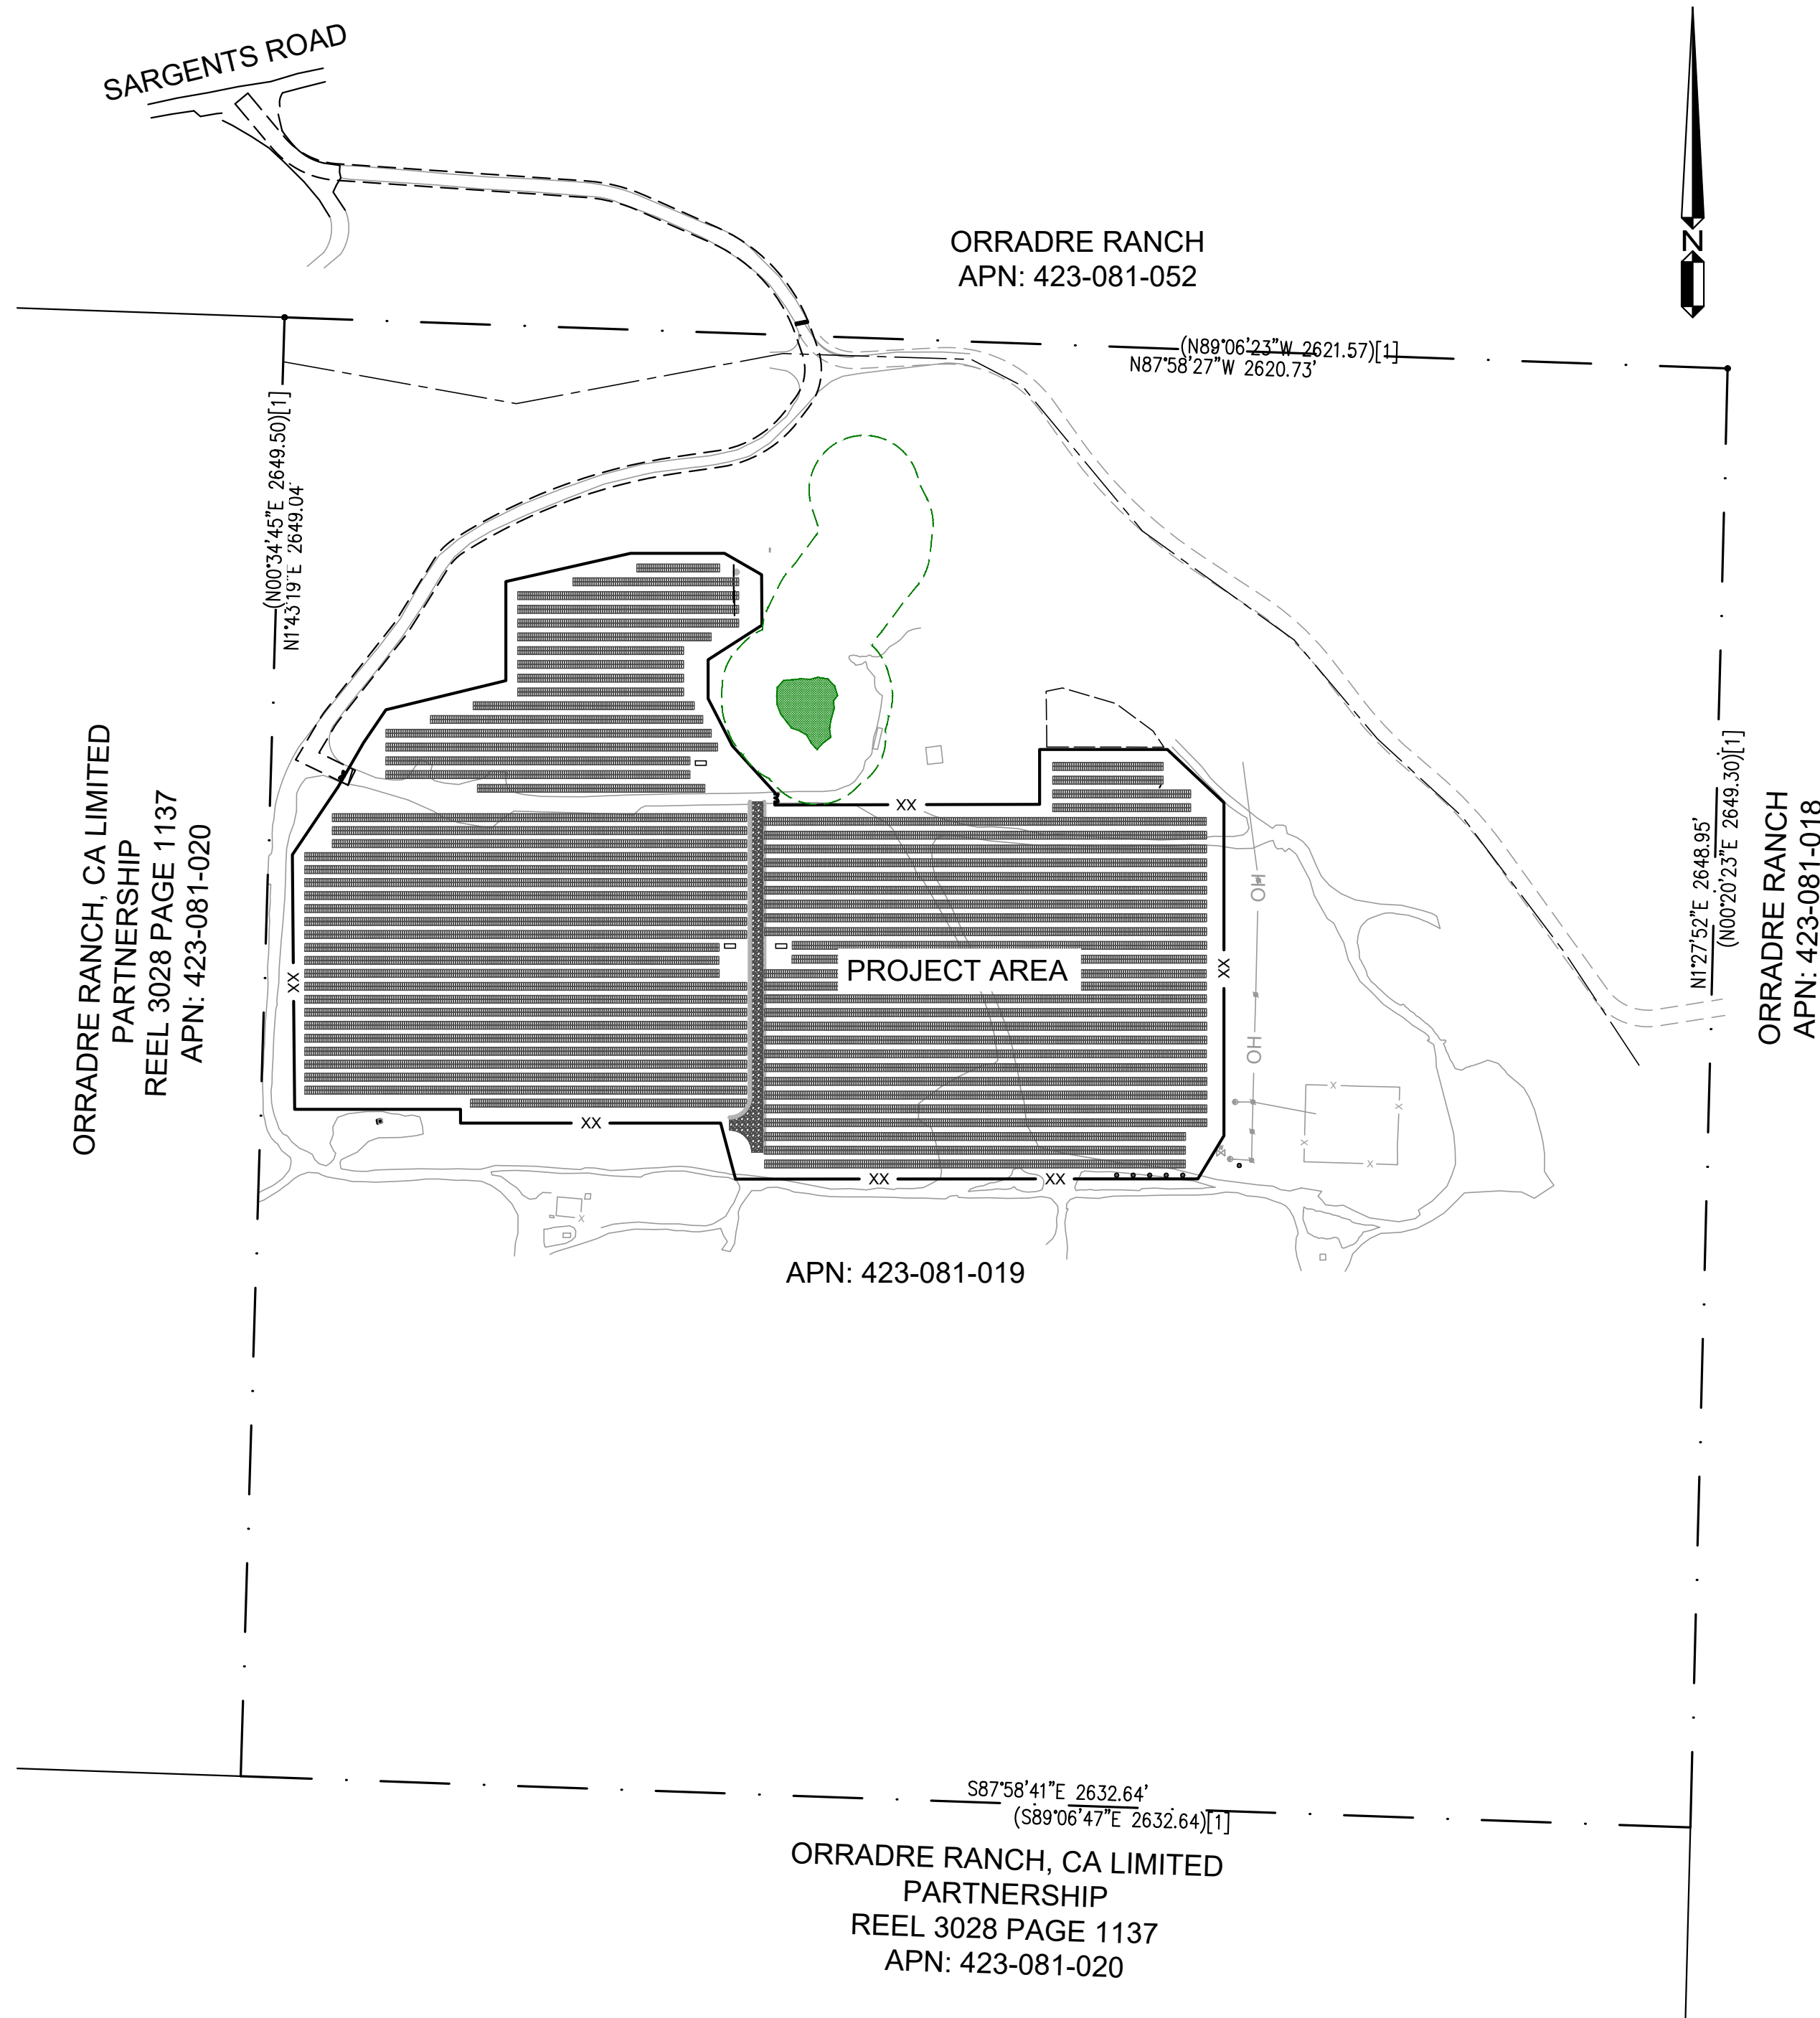 SARGENTS ROAD
N
ORRADRE RANCH
APN: 423-081-052
(N89°06'23"W 2621.57)[1]
N87°58'27"W 2620.73'
(N00°34'45"E 2649.50)[1]
N1°43'19"E 2649.04'
ORRADRE RANCH, CA LIMITED
PARTNERSHIP
REEL 3028 PAGE 1137
APN: 423-081-020
XX
OH
XX
PROJECT AREA
XX
OH
N1°27'52"E 2648.95'
(N00°20'23"E 2649.30)[1]
ORRADRE RANCH
APN: 423-081-018
X
X
X
X
XX
XX
XX
X
APN: 423-081-019
S87°58'41"E 2632.64'
(S89°06'47"E 2632.64)[1]
ORRADRE RANCH, CA LIMITED
PARTNERSHIP
REEL 3028 PAGE 1137
APN: 423-081-020